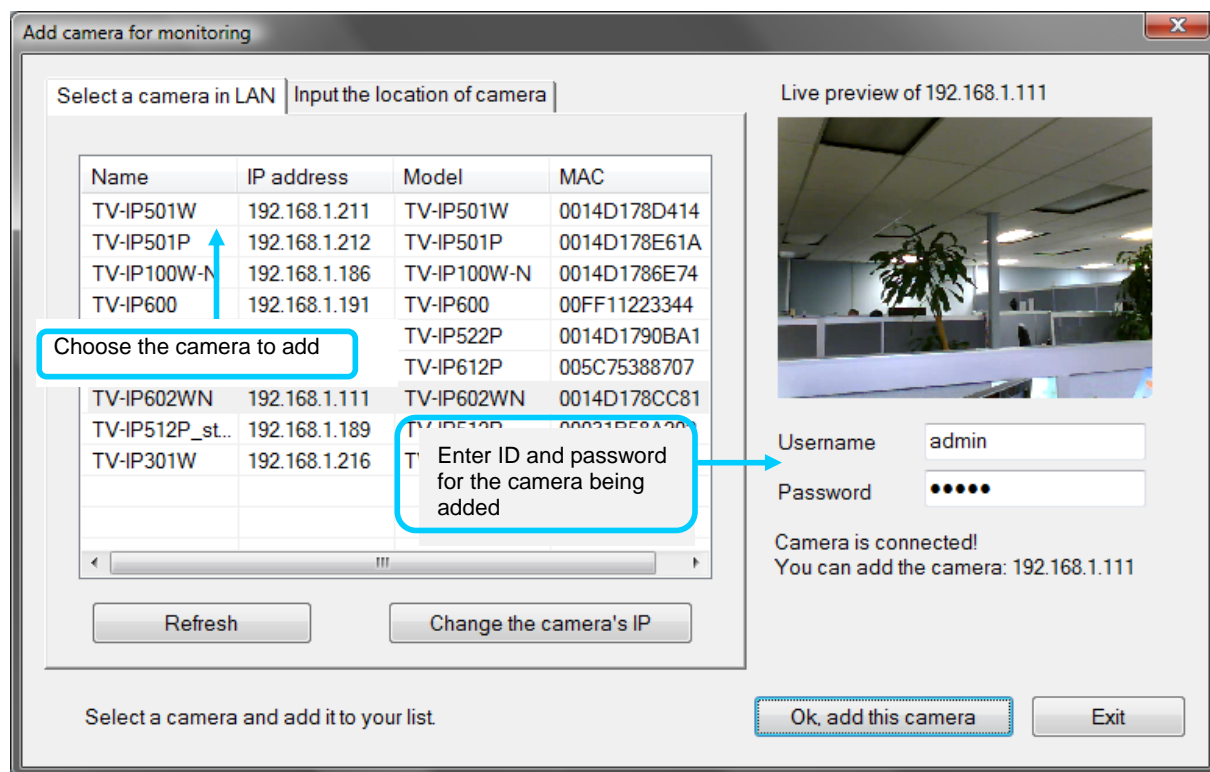 Add camera for monitoring
Select a camera in LAN Input the location of camera
Live preview of 192.168.1.111
Name IP address Model MAC
TV-IP501W 192.168.1.211 TV-IP501W 0014D178D414
TV-IP501P 192.168.1.212 TV-IP501P 0014D178E61A
TV-IP100W-N 192.168.1.186 TV-IP100W-N 0014D1786E74
TV-IP600 192.168.1.191 TV-IP600 00FF11223344
TV-IP522P 0014D1790BA1
Choose the camera to add
TV-IP612P 005C75388707
TV-IP602WN 192.168.1.111 TV-IP602WN 0014D178CC81
TV-IP512P_st... 192.168.1.189 TV-IP512P
TV-IP301W 192.168.1.216
Enter ID and password
for the camera being
added
Username admin
Password •••••
Camera is connected!
You can add the camera: 192.168.1.111
Refresh Change the camera's IP
Select a camera and add it to your list.
Ok, add this camera Exit